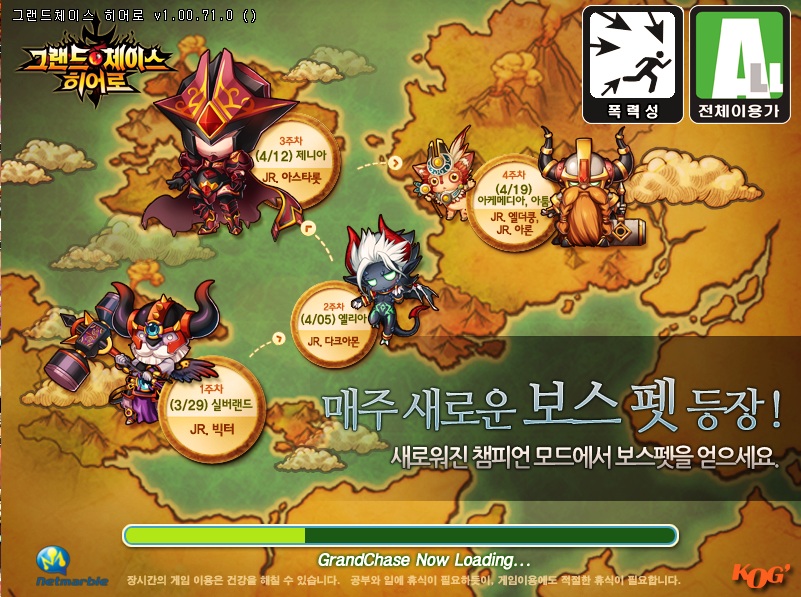 그랜드체이스 히어로 v1.00.71.0 ()
그랜드 체이스
히어로
폭력성
ALL
전체이용가
3주차
(4/12) 제니아
JR. 아스타롯
4주차
(4/19)
아케메디아, 아툼
JR. 엘더쿵,
JR. 아론
2주차
(4/05) 엘리아
JR. 다크아몬
1주차
(3/29) 실버랜드
JR. 빅터
매주 새로운 보스 펫 등장!
새로워진 챔피언 모드에서 보스펫을 얻으세요.
GrandChase Now Loading...
netmarble
장시간의 게임 이용은 건강을 해칠 수 있습니다. 공부와 일에 휴식이 필요하듯이, 게임이용에도 적절한 휴식이 필요합니다.
KOG